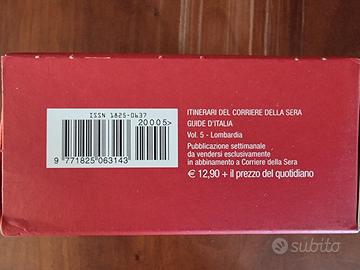 ISSN 1825-0637
20005>
9 771825 063143
ITINERARI DEL CORRIERE DELLA SERA
GUIDE D'ITALIA
Vol. 5 - Lombardia
Pubblicazione settimanale
da vendersi esclusivamente
in abbinamento a Corriere della Sera
€ 12,90 + il prezzo del quotidiano
subito